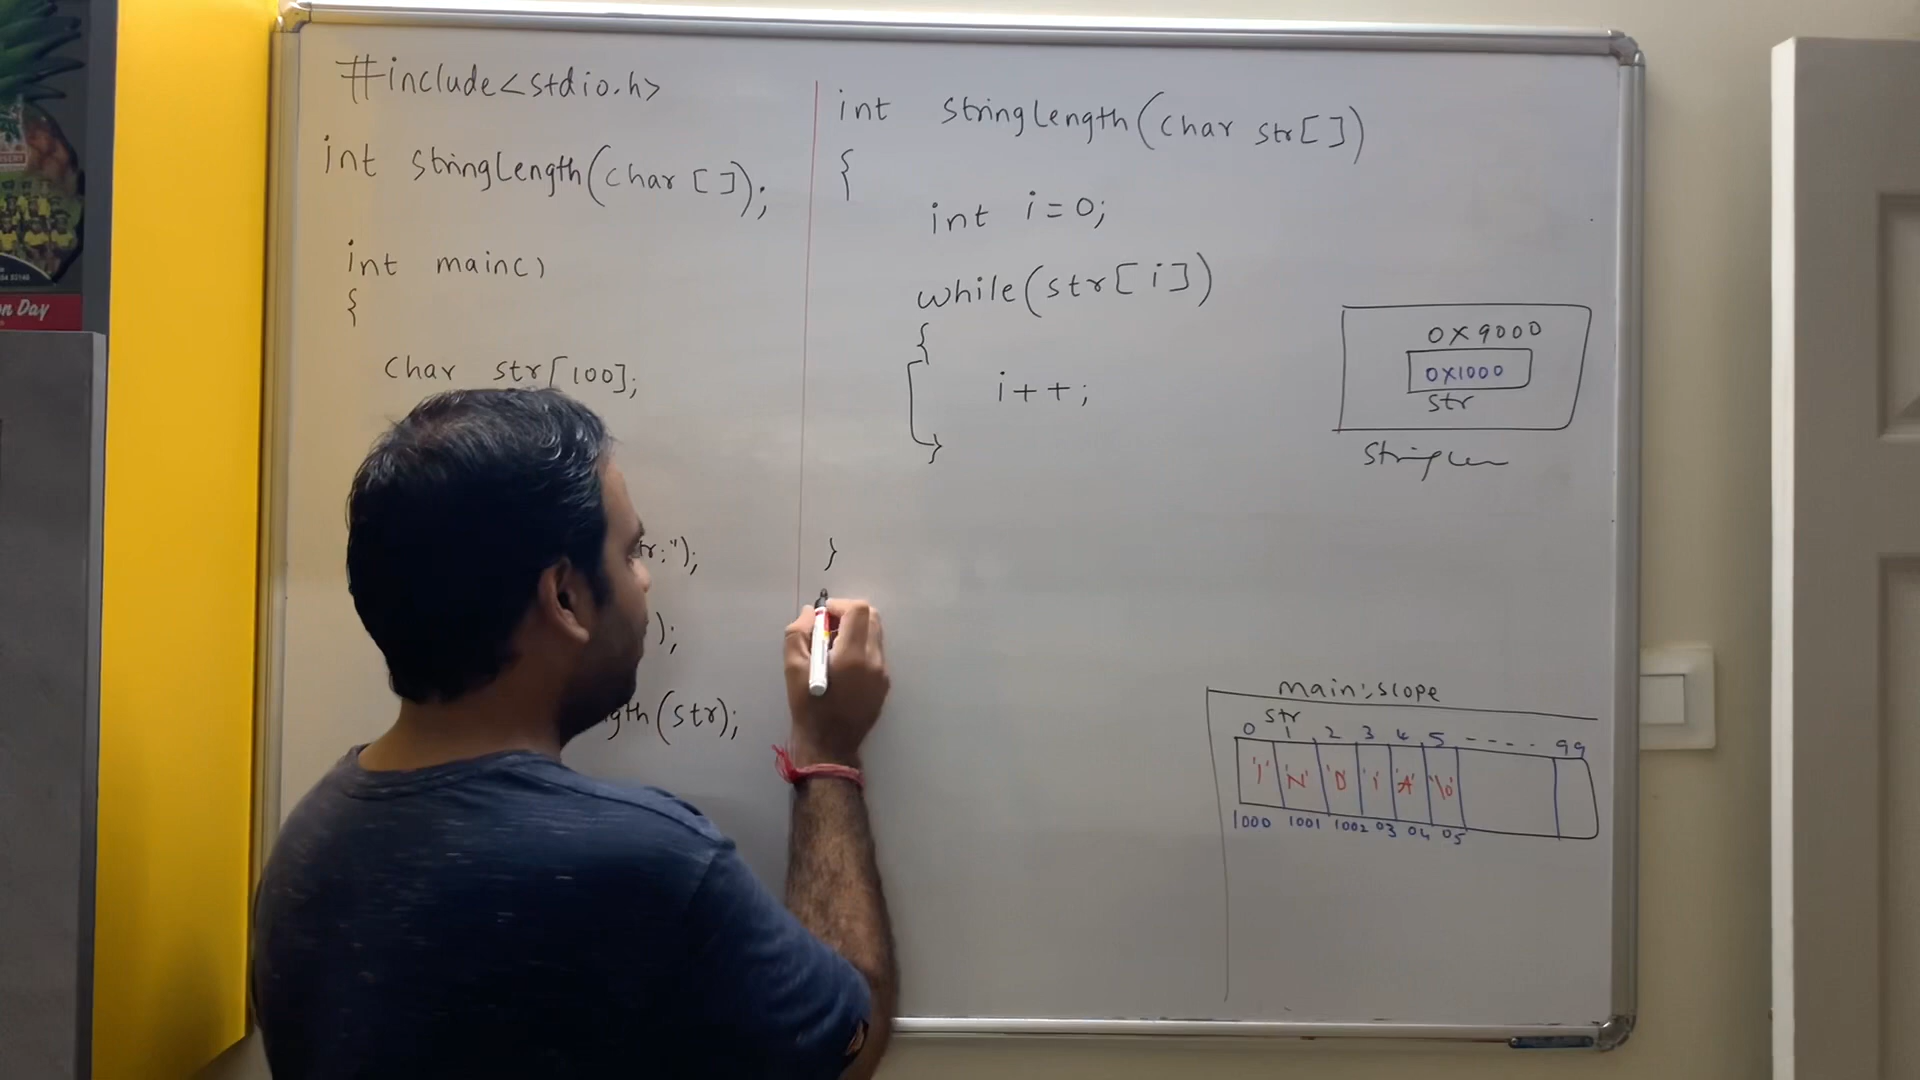 #include<stdio.h>
int stringLength(char []);
int main()
{
char str[100];
");
);
(str);
int stringLength(char str[])
{
int i=0;
while(str[i])
{
i++;
}
}
0X9000
0X1000
str
main:scope
str
0 1 2 3 4 5 ---- 99
'I' 'N' 'D' 'I' 'A' '\0'
1000 1001 1002 03 04 05
on Day